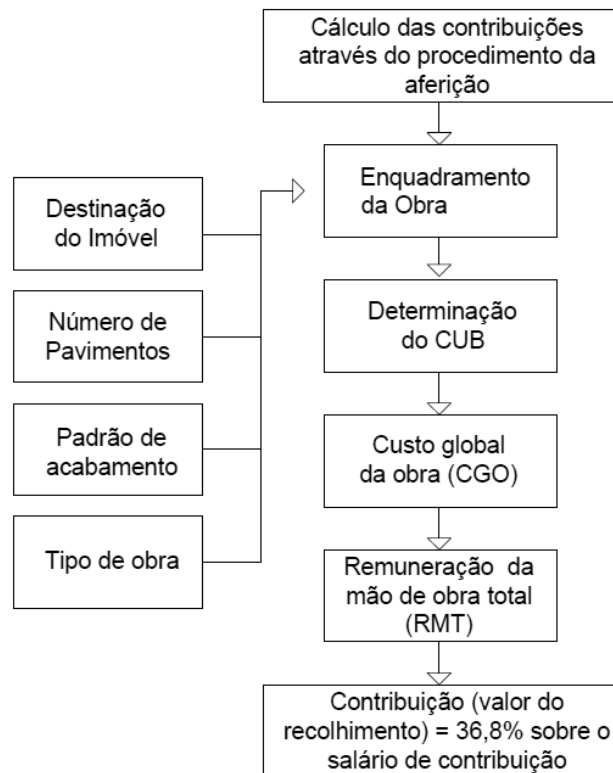 Cálculo das contribuições
através do procedimento da
aferição
Enquadramento
da Obra
Destinação
do Imóvel
Número de
Pavimentos
Padrão de
acabamento
Tipo de obra
Determinação
do CUB
Custo global
da obra (CGO)
Remuneração da
mão de obra total
(RMT)
Contribuição (valor do
recolhimento) = 36,8% sobre o
salário de contribuição